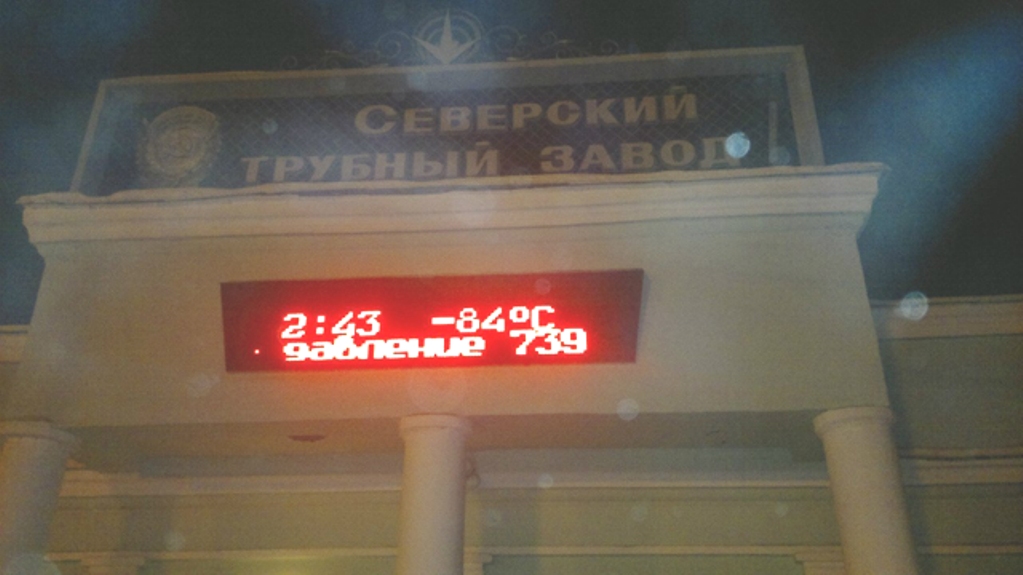 СЕВЕРСКИЙ
ТРУБНЫЙ ЗАВОД
2:43 -84°C
давление 739